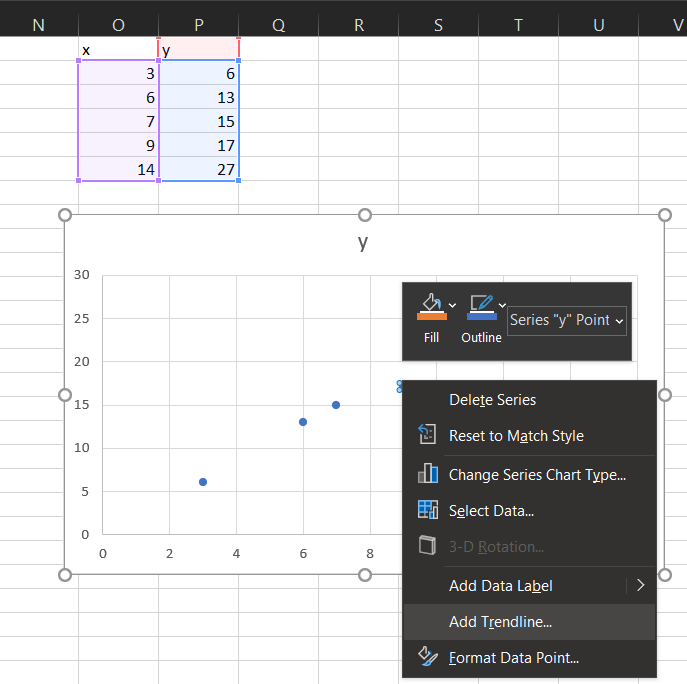 N O P Q R S T U V
x y
3 6
6 13
7 15
9 17
14 27
y
30
25
20
15
10
5
0
0 2 4 6 8
Fill Outline Series "y" Point
Delete Series
Reset to Match Style
Change Series Chart Type...
Select Data...
3-D Rotation...
Add Data Label
Add Trendline...
Format Data Point...